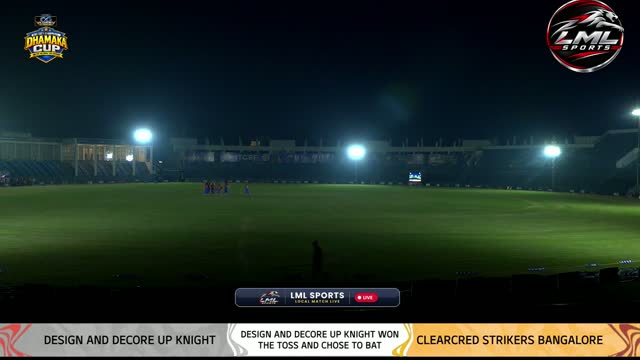 DHAMAKA
CUP
LML
SPORTS
LML
LML SPORTS
LOCAL MATCH LIVE
LIVE
DESIGN AND DECORE UP KNIGHT
DESIGN AND DECORE UP KNIGHT WON
THE TOSS AND CHOSE TO BAT
CLEARCRED STRIKERS BANGALORE